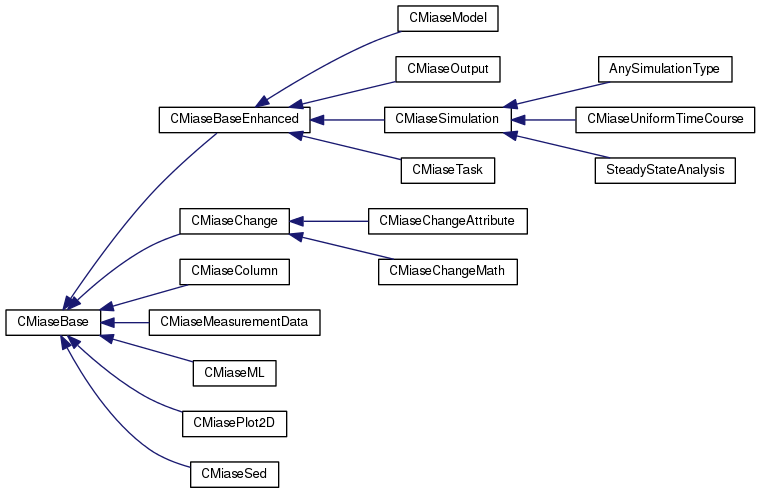 CMiaseModel
CMiaseOutput
AnySimulationType
CMiaseBaseEnhanced
CMiaseSimulation
CMiaseUniformTimeCourse
CMiaseTask
SteadyStateAnalysis
CMiaseChange
CMiaseChangeAttribute
CMiaseColumn
CMiaseChangeMath
CMiaseBase
CMiaseMeasurementData
CMiaseML
CMiasePlot2D
CMiaseSed